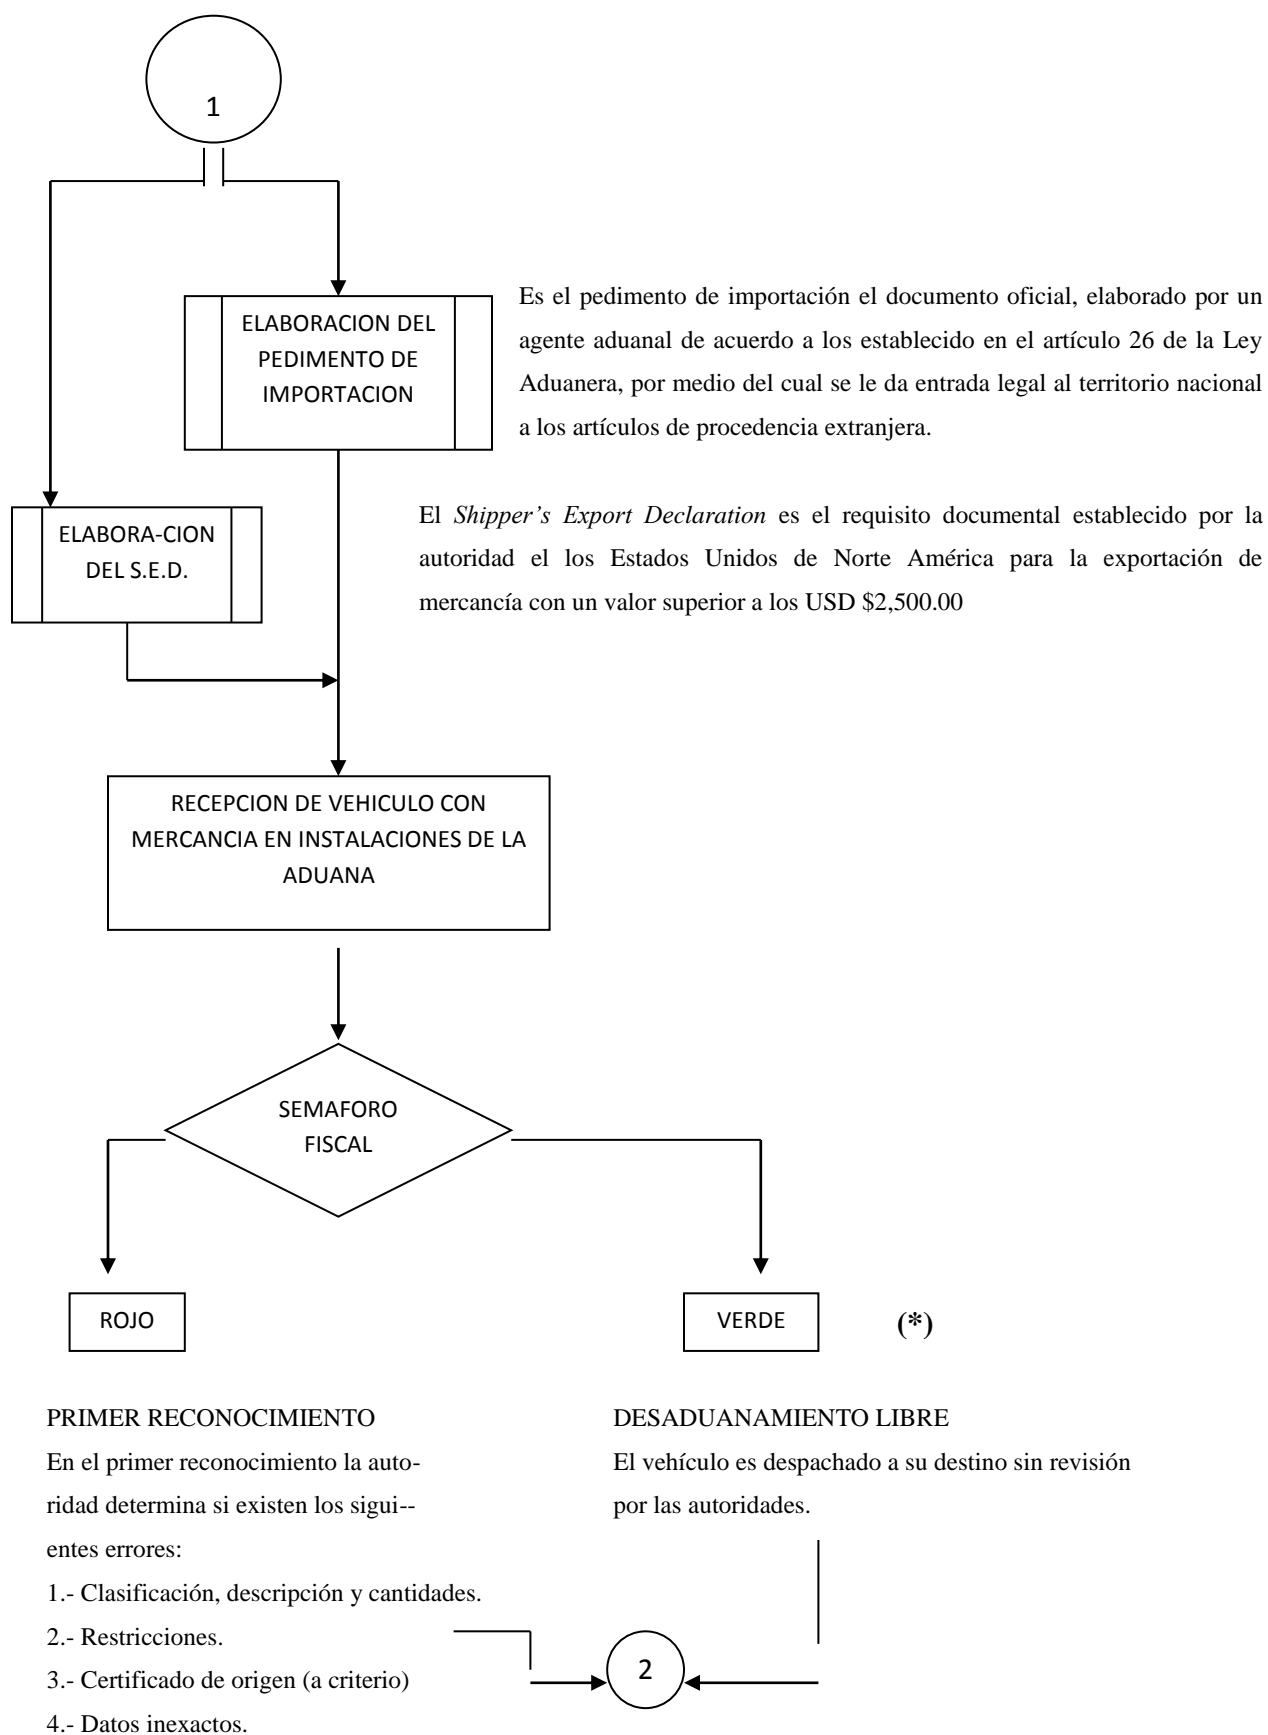 1
ELABORACION DEL
PEDIMENTO DE
IMPORTACION
Es el pedimento de importación el documento oficial, elaborado por un
agente aduanal de acuerdo a los establecido en el artículo 26 de la Ley
Aduanera, por medio del cual se le da entrada legal al territorio nacional
a los artículos de procedencia extranjera.
ELABORA-CION
DEL S.E.D.
El Shipper’s Export Declaration es el requisito documental establecido por la
autoridad el los Estados Unidos de Norte América para la exportación de
mercancía con un valor superior a los USD $2,500.00
RECEPCION DE VEHICULO CON
MERCANCIA EN INSTALACIONES DE LA
ADUANA
SEMAFORO
FISCAL
ROJO
VERDE
(*)
PRIMER RECONOCIMIENTO
En el primer reconocimiento la auto-
ridad determina si existen los sigui--
entes errores:
1.- Clasificación, descripción y cantidades.
2.- Restricciones.
3.- Certificado de origen (a criterio)
4.- Datos inexactos.
DESADUANAMIENTO LIBRE
El vehículo es despachado a su destino sin revisión
por las autoridades.
2